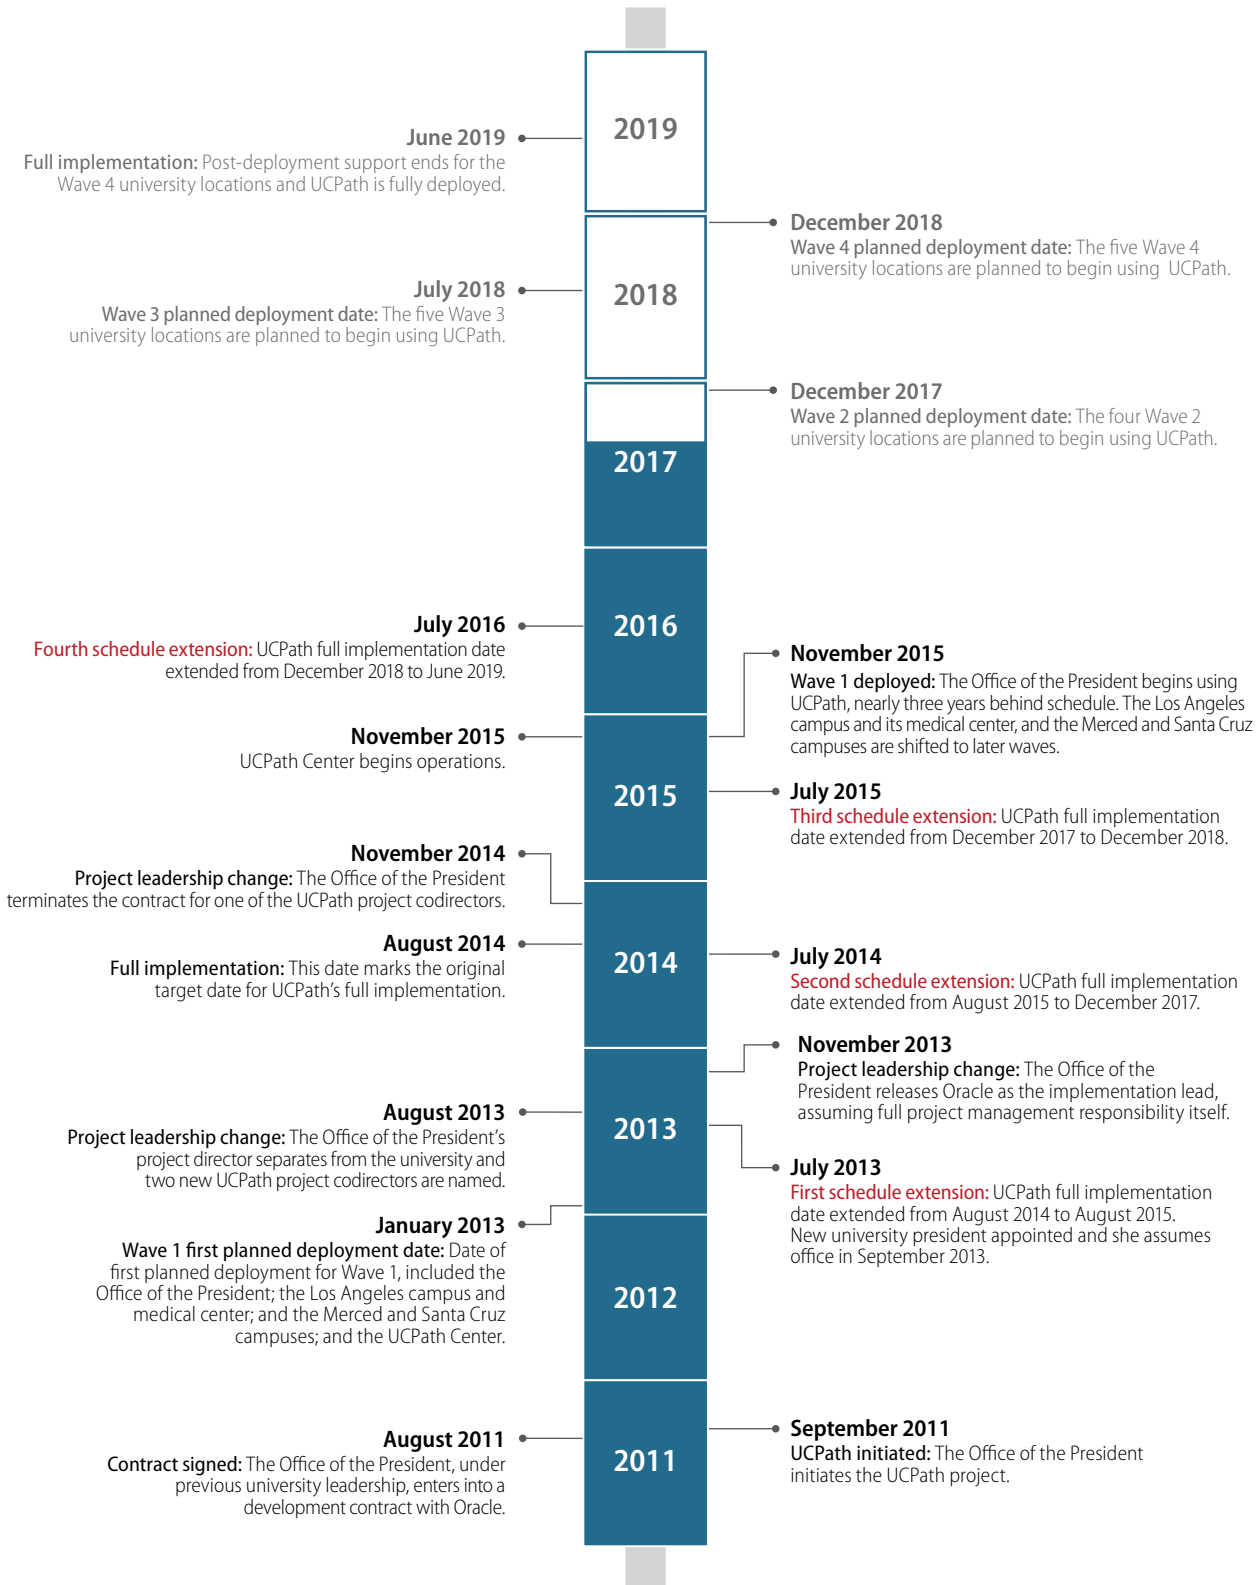 2019
June 2019
Full implementation: Post-deployment support ends for the
Wave 4 university locations and UCPath is fully deployed.
December 2018
Wave 4 planned deployment date: The five Wave 4
university locations are planned to begin using UCPath.
2018
July 2018
Wave 3 planned deployment date: The five Wave 3
university locations are planned to begin using UCPath.
December 2017
Wave 2 planned deployment date: The four Wave 2
university locations are planned to begin using UCPath.
2017
July 2016
Fourth schedule extension: UCPath full implementation date
extended from December 2018 to June 2019.
2016
November 2015
Wave 1 deployed: The Office of the President begins using
UCPath, nearly three years behind schedule. The Los Angeles
campus and its medical center, and the Merced and Santa Cruz
campuses are shifted to later waves.
November 2015
UCPath Center begins operations.
2015
July 2015
Third schedule extension: UCPath full implementation
date extended from December 2017 to December 2018.
November 2014
Project leadership change: The Office of the President
terminates the contract for one of the UCPath project codirectors.
August 2014
Full implementation: This date marks the original
target date for UCPath's full implementation.
2014
July 2014
Second schedule extension: UCPath full implementation
date extended from August 2015 to December 2017.
November 2013
Project leadership change: The Office of the
President releases Oracle as the implementation lead,
assuming full project management responsibility itself.
August 2013
Project leadership change: The Office of the President's
project director separates from the university and
two new UCPath project codirectors are named.
2013
July 2013
First schedule extension: UCPath full implementation
date extended from August 2014 to August 2015.
New university president appointed and she assumes
office in September 2013.
January 2013
Wave 1 first planned deployment date: Date of
first planned deployment for Wave 1, included the
Office of the President; the Los Angeles campus and
medical center; and the Merced and Santa Cruz
campuses; and the UCPath Center.
2012
August 2011
Contract signed: The Office of the President, under
previous university leadership, enters into a
development contract with Oracle.
2011
September 2011
UCPath initiated: The Office of the President
initiates the UCPath project.